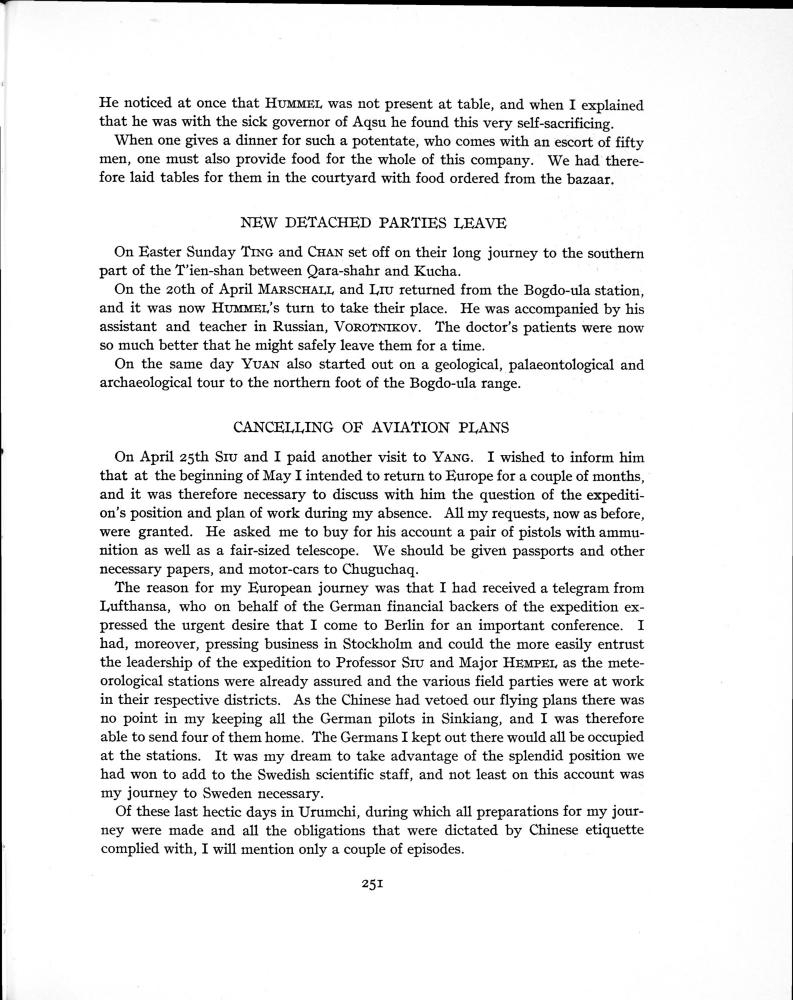 He noticed at once that HUMMEL was not present at table, and when I explained
that he was with the sick governor of Aqsu he found this very self-sacrificing.
When one gives a dinner for such a potentate, who comes with an escort of fifty
men, one must also provide food for the whole of this company. We had there-
fore laid tables for them in the courtyard with food ordered from the bazaar.
NEW DETACHED PARTIES LEAVE
On Easter Sunday TING and CHAN set off on their long journey to the southern
part of the T'ien-shan between Qara-shahr and Kucha.
On the 20th of April MARSCHALL and LIU returned from the Bogdo-ula station,
and it was now HUMMEL's turn to take their place. He was accompanied by his
assistant and teacher in Russian, VOROTNIKOV. The doctor's patients were now
so much better that he might safely leave them for a time.
On the same day YUAN also started out on a geological, palaeontological and
archaeological tour to the northern foot of the Bogdo-ula range.
CANCELLING OF AVIATION PLANS
On April 25th SIU and I paid another visit to YANG. I wished to inform him
that at the beginning of May I intended to return to Europe for a couple of months,
and it was therefore necessary to discuss with him the question of the expediti-
on's position and plan of work during my absence. All my requests, now as before,
were granted. He asked me to buy for his account a pair of pistols with ammu-
nition as well as a fair-sized telescope. We should be given passports and other
necessary papers, and motor-cars to Chuguchaq.
The reason for my European journey was that I had received a telegram from
Lufthansa, who on behalf of the German financial backers of the expedition ex-
pressed the urgent desire that I come to Berlin for an important conference. I
had, moreover, pressing business in Stockholm and could the more easily entrust
the leadership of the expedition to Professor SIU and Major HEMPEL as the mete-
orological stations were already assured and the various field parties were at work
in their respective districts. As the Chinese had vetoed our flying plans there was
no point in my keeping all the German pilots in Sinkiang, and I was therefore
able to send four of them home. The Germans I kept out there would all be occupied
at the stations. It was my dream to take advantage of the splendid position we
had won to add to the Swedish scientific staff, and not least on this account was
my journey to Sweden necessary.
Of these last hectic days in Urumchi, during which all preparations for my jour-
ney were made and all the obligations that were dictated by Chinese etiquette
complied with, I will mention only a couple of episodes.
251